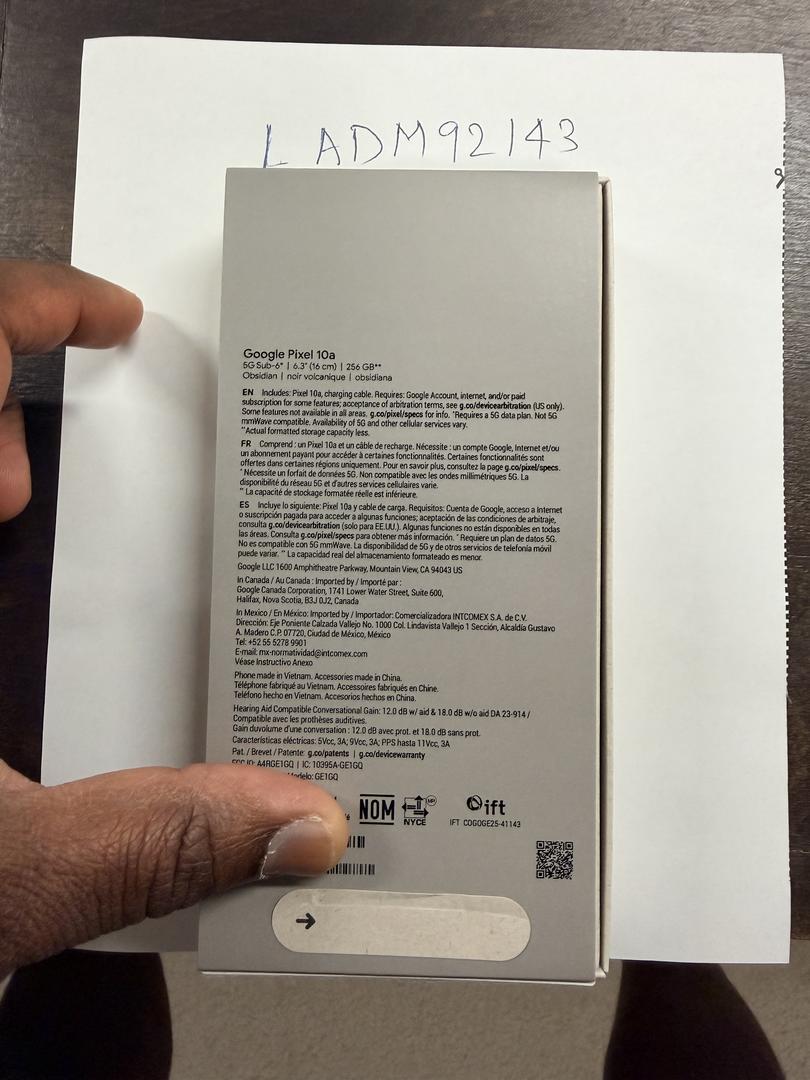 L ADM92143
Google Pixel 10a
5G Sub-6* | 6.3" (16 cm) | 256 GB**
Obsidian | noir volcanique | obsidiana
EN Includes: Pixel 10a, charging cable. Requires: Google Account, internet, and/or paid
subscription for some features; acceptance of arbitration terms, see g.co/devicearbitration (US only).
Some features not available in all areas. g.co/pixel/specs for info. *Requires a 5G data plan. Not 5G
mmWave compatible. Availability of 5G and other cellular services vary.
**Actual formatted storage capacity less.
FR Comprend : un Pixel 10a et un câble de recharge. Nécessite : un compte Google, Internet et/ou
un abonnement payant pour accéder à certaines fonctionnalités. Certaines fonctionnalités sont
offertes dans certaines régions uniquement. Pour en savoir plus, consultez la page g.co/pixel/specs.
* Nécessite un forfait de données 5G. Non compatible avec les ondes millimétriques 5G. La
disponibilité du réseau 5G et d'autres services cellulaires varie.
** La capacité de stockage formatée réelle est inférieure.
ES Incluye lo siguiente: Pixel 10a y cable de carga. Requisitos: Cuenta de Google, acceso a Internet
o suscripción pagada para acceder a algunas funciones; aceptación de las condiciones de arbitraje,
consulta g.co/devicearbitration (solo para EE.UU.). Algunas funciones no están disponibles en todas
las áreas. Consulta g.co/pixel/specs para obtener más información. * Requiere un plan de datos 5G.
No es compatible con 5G mmWave. La disponibilidad de 5G y de otros servicios de telefonía móvil
puede variar. ** La capacidad real del almacenamiento formateado es menor.
Google LLC 1600 Amphitheatre Parkway, Mountain View, CA 94043 US
In Canada / Au Canada : Imported by / Importé par :
Google Canada Corporation, 1741 Lower Water Street, Suite 600,
Halifax, Nova Scotia, B3J 0J2, Canada
In Mexico / En México: Imported by / Importador: Comercializadora INTCOMEX S.A. de C.V.
Dirección: Eje Poniente Calzada Vallejo No. 1000 Col. Lindavista Vallejo 1 Sección, Alcaldía Gustavo
A. Madero C.P. 07720, Ciudad de México, México
Tel: +52 55 5278 9901
E-mail: mx-normatividad@intcomex.com
Véase Instructivo Anexo
Phone made in Vietnam. Accessories made in China.
Téléphone fabriqué au Vietnam. Accessoires fabriqués en Chine.
Teléfono hecho en Vietnam. Accesorios hechos en China.
Hearing Aid Compatible Conversational Gain: 12.0 dB w/ aid & 18.0 dB w/o aid DA 23-914 /
Compatible avec les prothèses auditives.
Gain duvolume d'une conversation : 12.0 dB avec prot. et 18.0 dB sans prot.
Características eléctricas: 5Vcc, 3A; 9Vcc, 3A; PPS hasta 11Vcc, 3A
Pat. / Brevet / Patente: g.co/patents | g.co/devicewarranty
FCC ID: A4RGE1GQ | IC: 10395A-GE1GQ
Modelo: GE1GQ
NOM
NYCE
MP
ift
IFT COGOGE25-41143